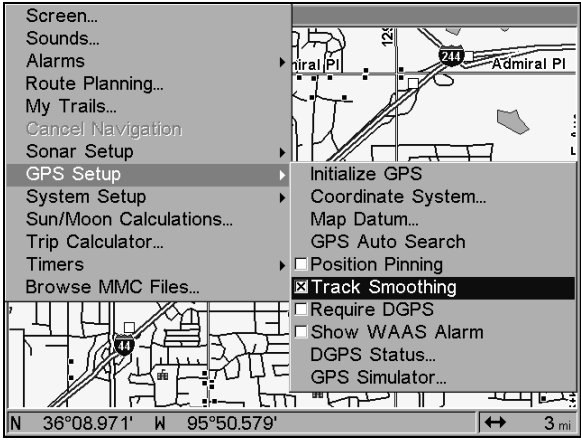 Screen...
Sounds...
Alarms
Route Planning...
My Trails...
Cancel Navigation
Sonar Setup
GPS Setup
System Setup
Sun/Moon Calculations...
Trip Calculator...
Timers
Browse MMC Files...
Initialize GPS
Coordinate System...
Map Datum...
GPS Auto Search
Position Pinning
Track Smoothing
Require DGPS
Show WAAS Alarm
DGPS Status...
GPS Simulator...
129
iral Pl
244
Admiral Pl
44
N 36°08.971' W 95°50.579'
3 mi